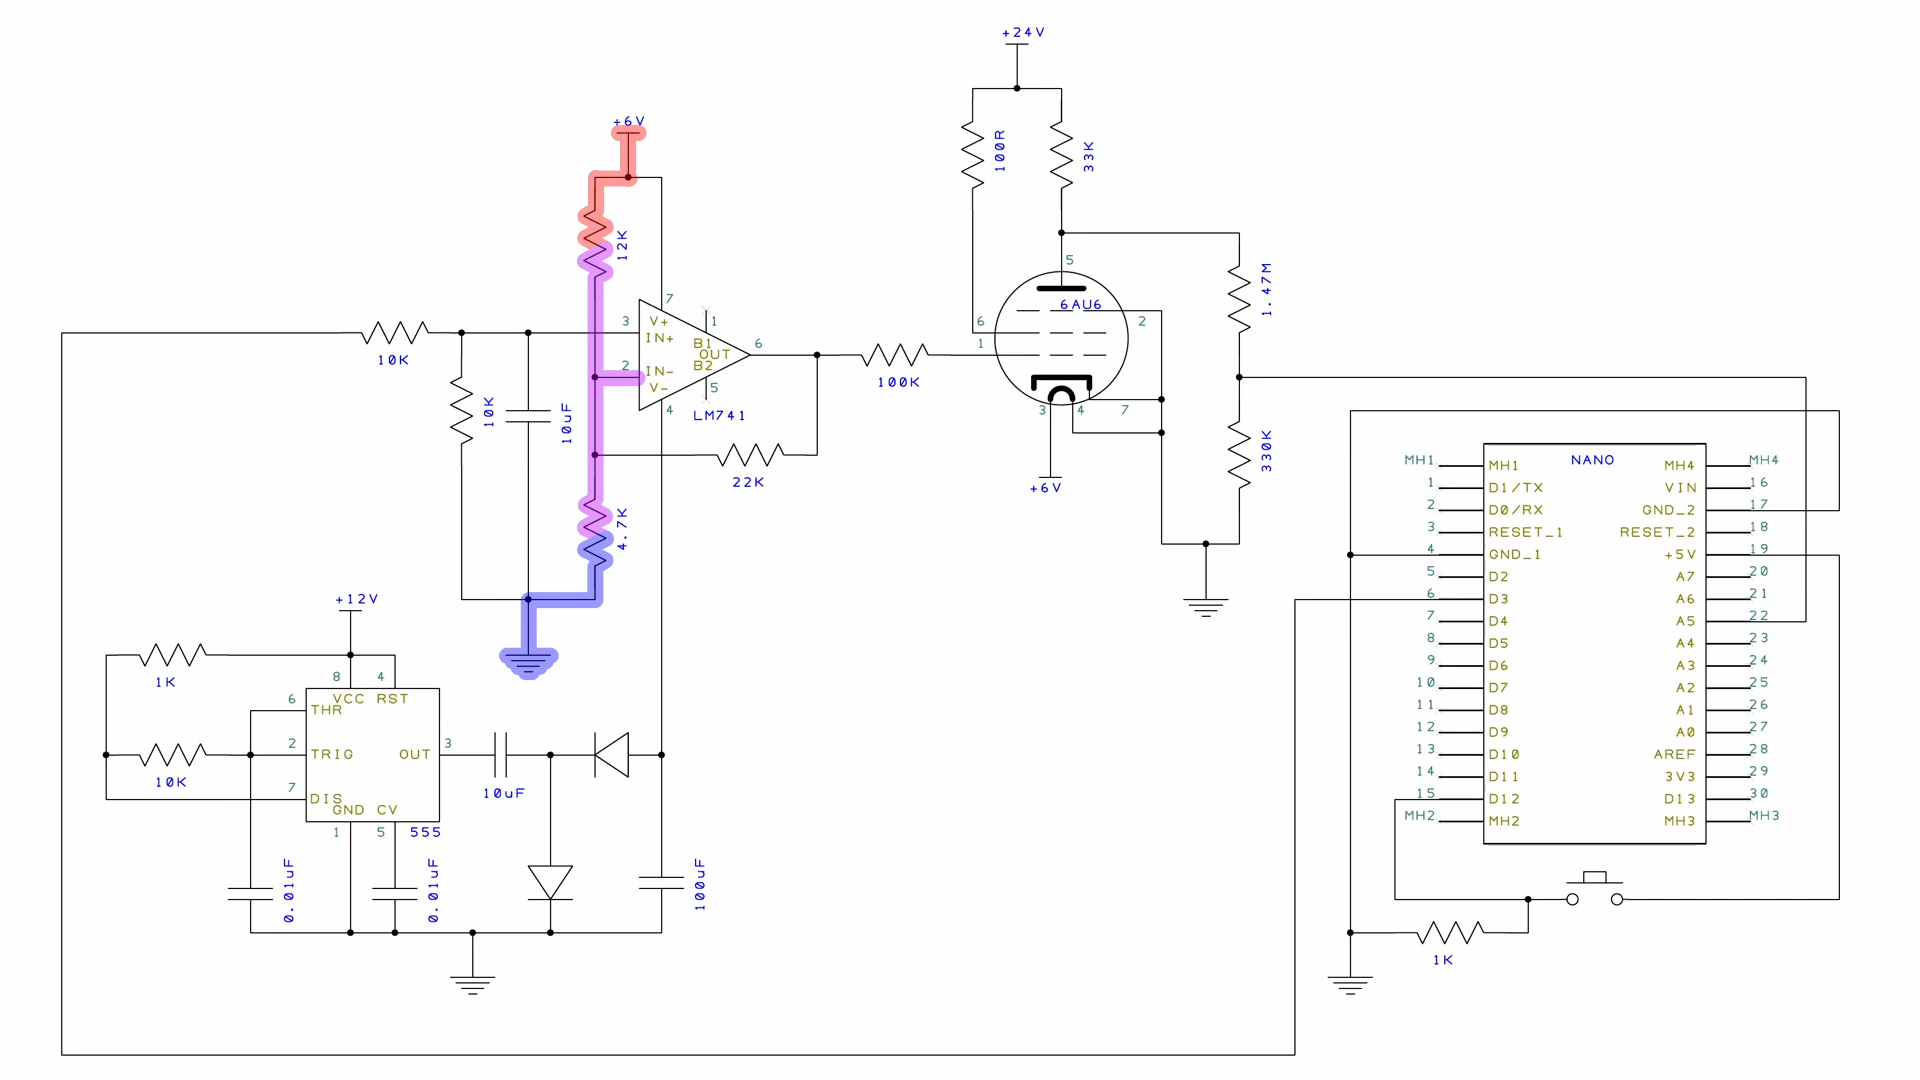 +24V
100R
33K
+6V
12K
5
6AU6
6
2
1
3
4
7
+6V
1.47M
330K
7
3
V+
IN+
1
B1
OUT
6
B2
2
IN-
V-
5
4
LM741
10K
10K
10uF
100K
22K
4.7K
+12V
1K
8
4
6
VCC
RST
THR
2
TRIG
OUT
3
10K
7
DIS
GND
CV
1
5
555
10uF
0.01uF
0.01uF
100uF
NANO
MH1
MH1
MH4
MH4
1
D1/TX
VIN
16
2
D0/RX
GND_2
17
3
RESET_1
RESET_2
18
4
GND_1
+5V
19
5
D2
A7
20
6
D3
A6
21
7
D4
A5
22
8
D5
A4
23
9
D6
A3
24
10
D7
A2
25
11
D8
A1
26
12
D9
A0
27
13
D10
AREF
28
14
D11
3V3
29
15
D12
D13
30
MH2
MH2
MH3
MH3
1K